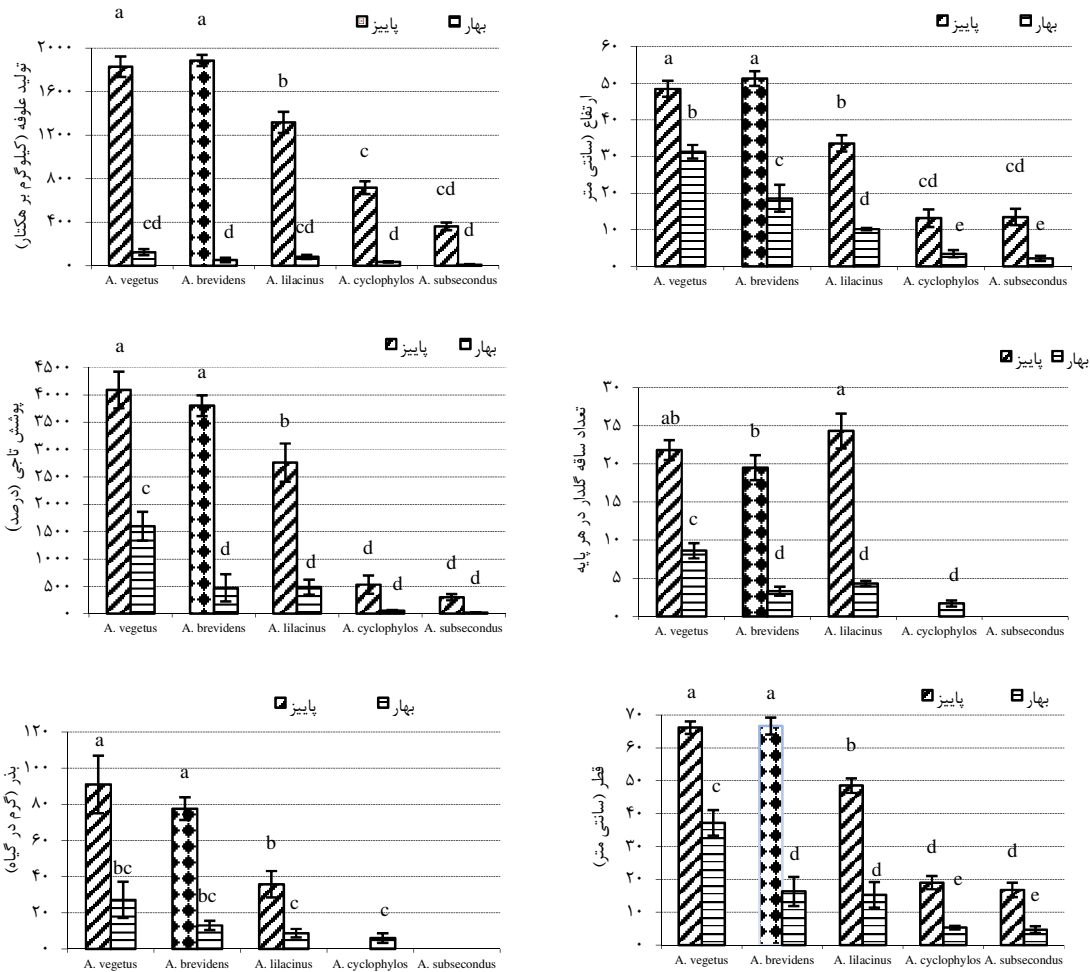 a a b c cd
cd d cd d d
پاییز بهار
تولید علوفه (کیلوگرم بر هکتار)
۲۰۰۰
۱۶۰۰
۱۲۰۰
۸۰۰
۴۰۰
۰
A. vegetus A. brevidens A. lilacinus A. cyclophylos A. subsecondus
پاییز بهار
ارتفاع (سانتی متر
۶۰
۵۰
۴۰
۳۰
۲۰
۱۰
۰
a a b cd cd
b c d e e
A. vegetus A. brevidens A. lilacinus A. cyclophylos A. subsecondus
پاییز بهار
پوشش تاجی (درصد)
۴۵۰۰
۴۰۰۰
۳۵۰۰
۳۰۰۰
۲۵۰۰
۲۰۰۰
۱۵۰۰
۱۰۰۰
۵۰۰
۰
a a b d d
c d d d d
A. vegetus A. brevidens A. lilacinus A. cyclophylos A. subsecondus
پاییز بهار
تعداد ساقه گلدار در هر پایه
۳۰
۲۵
۲۰
۱۵
۱۰
۵
۰
ab b a
c d d d
A. vegetus A. brevidens A. lilacinus A. cyclophylos A. subsecondus
پاییز بهار
بذر (گرم در گیاه)
۱۲۰
۱۰۰
۸۰
۶۰
۴۰
۲۰
۰
a a b
bc bc c c
A. vegetus A. brevidens A. lilacinus A. cyclophylos A. subsecondus
پاییز بهار
قطر (سانتی متر)
۷۰
۶۰
۵۰
۴۰
۳۰
۲۰
۱۰
۰
a a b d d
c d d e e
A. vegetus A. brevidens A. lilacinus A. cyclophylos A. subsecondus